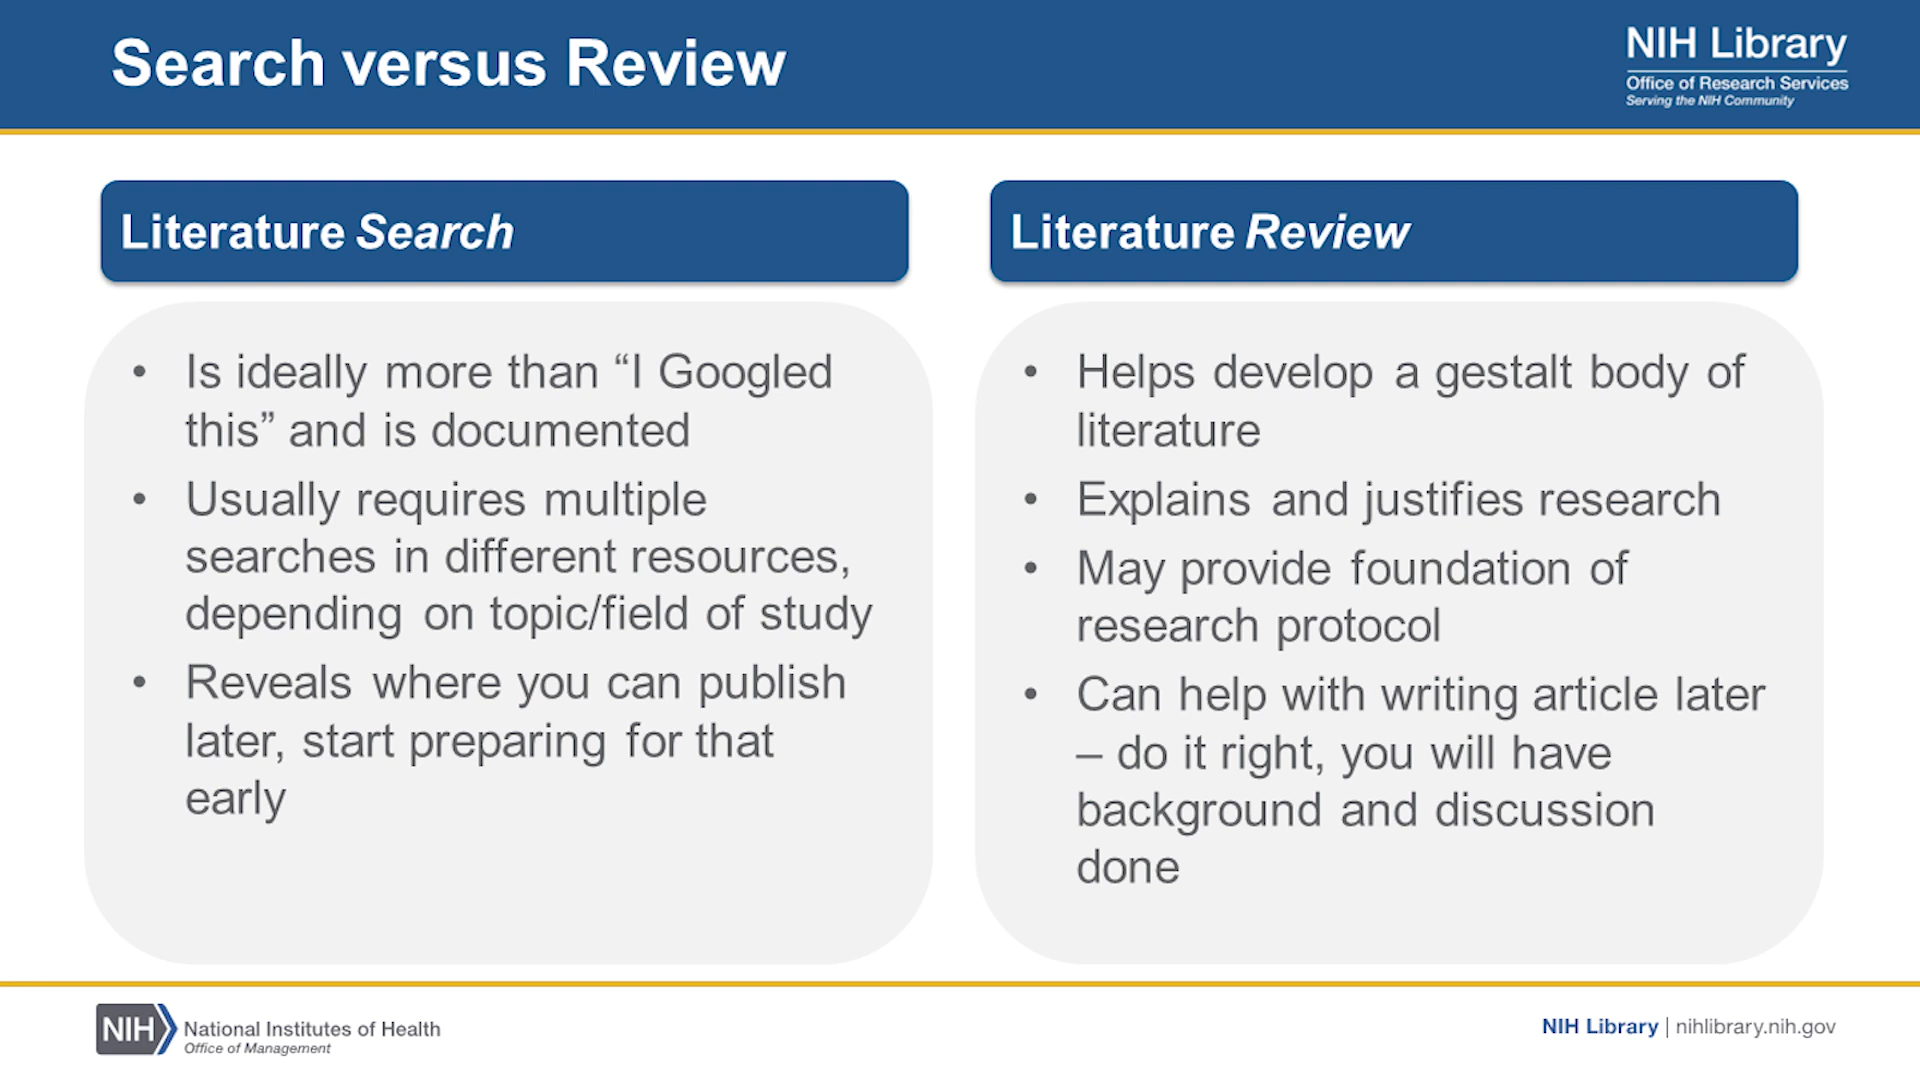 Search versus Review
NIH Library
Office of Research Services
Serving the NIH Community
Literature Search
• Is ideally more than “I Googled
this” and is documented
• Usually requires multiple
searches in different resources,
depending on topic/field of study
• Reveals where you can publish
later, start preparing for that
early
Literature Review
• Helps develop a gestalt body of
literature
• Explains and justifies research
• May provide foundation of
research protocol
• Can help with writing article later
– do it right, you will have
background and discussion
done
NIH
National Institutes of Health
Office of Management
NIH Library | nihlibrary.nih.gov